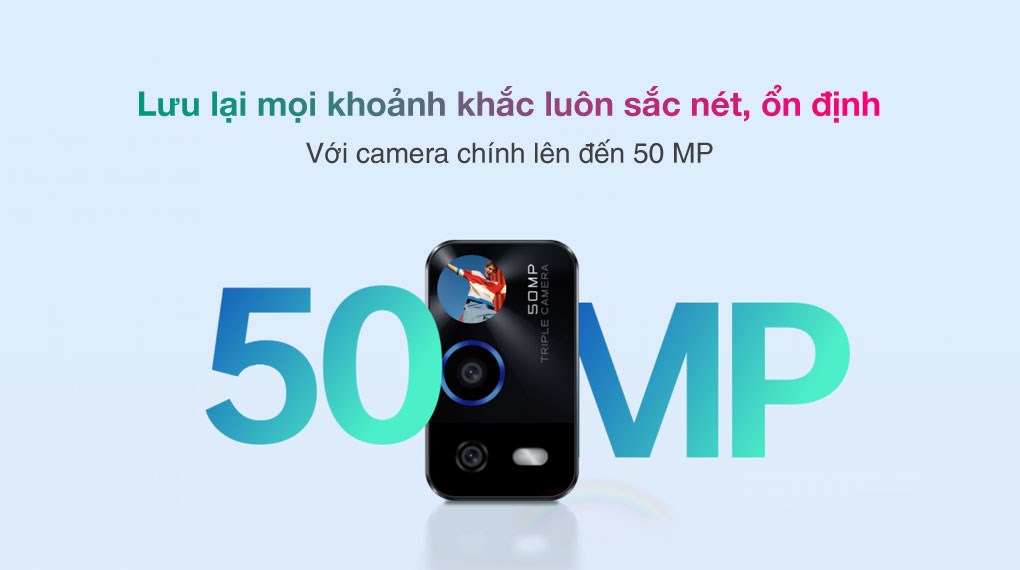 Lưu lại mọi khoảnh khắc luôn sắc nét, ổn định
Với camera chính lên đến 50 MP
50 MP
50MP
TRIPLE CAMERA